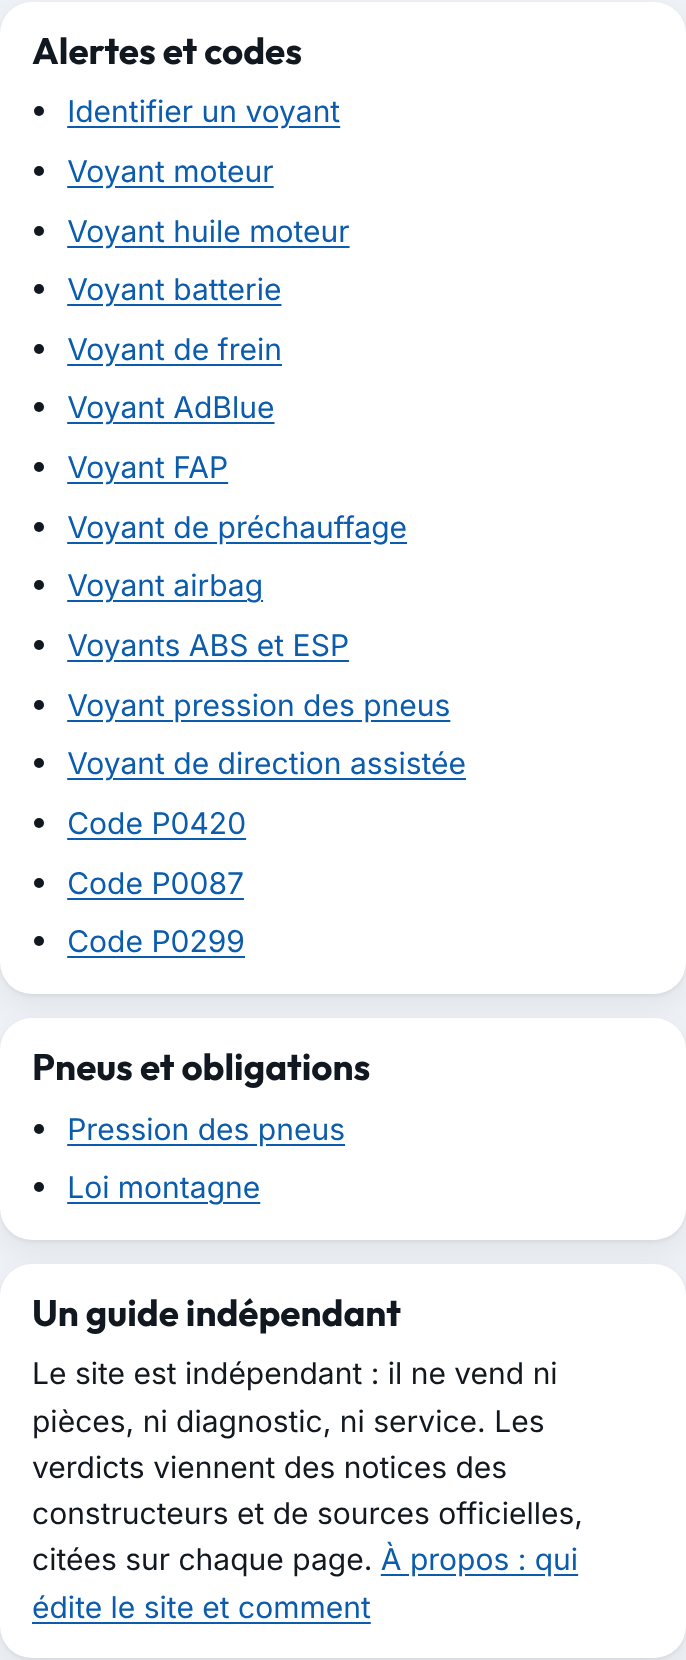 Alertes et codes
Identifier un voyant
Voyant moteur
Voyant huile moteur
Voyant batterie
Voyant de frein
Voyant AdBlue
Voyant FAP
Voyant de préchauffage
Voyant airbag
Voyants ABS et ESP
Voyant pression des pneus
Voyant de direction assistée
Code P0420
Code P0087
Code P0299
Pneus et obligations
Pression des pneus
Loi montagne
Un guide indépendant
Le site est indépendant : il ne vend ni
pièces, ni diagnostic, ni service. Les
verdicts viennent des notices des
constructeurs et de sources officielles,
citées sur chaque page. À propos : qui
édite le site et comment